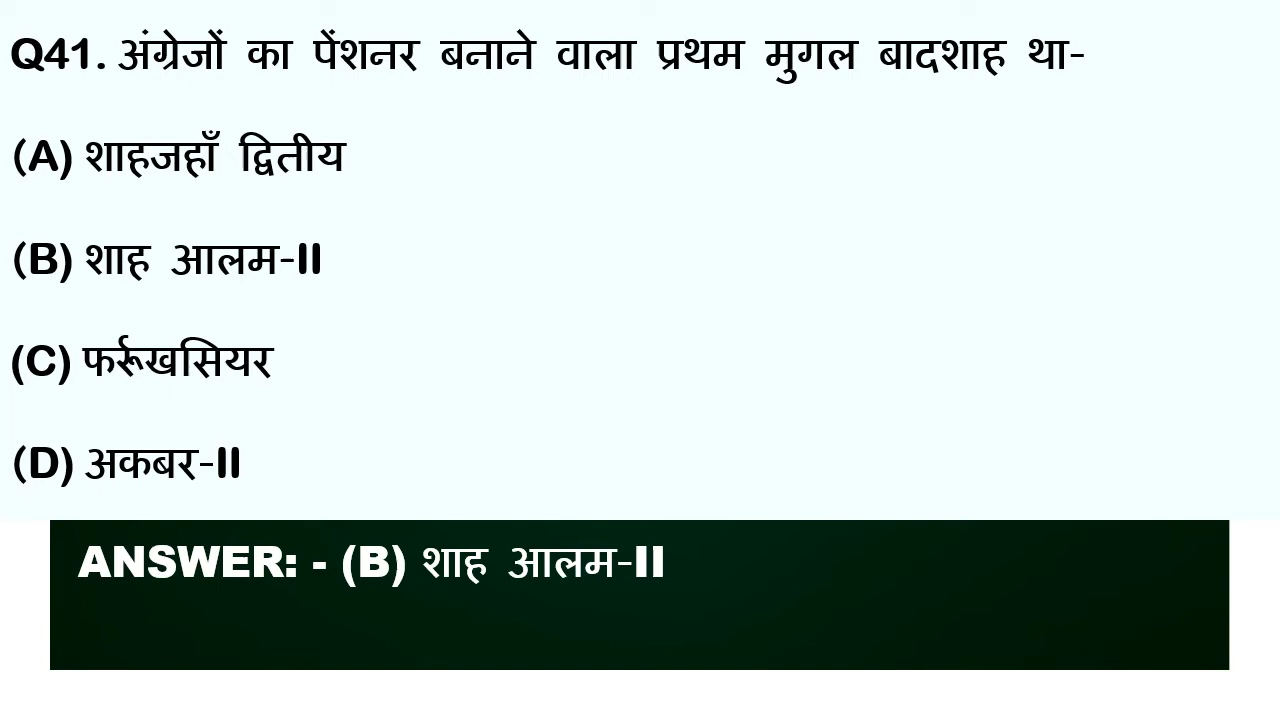 Q41. अंग्रेजों का पेंशनर बनाने वाला प्रथम मुगल बादशाह था-
(A) शाहजहाँ द्वितीय
(B) शाह आलम-II
(C) फर्रूखसियर
(D) अकबर-II
ANSWER: - (B) शाह आलम-II